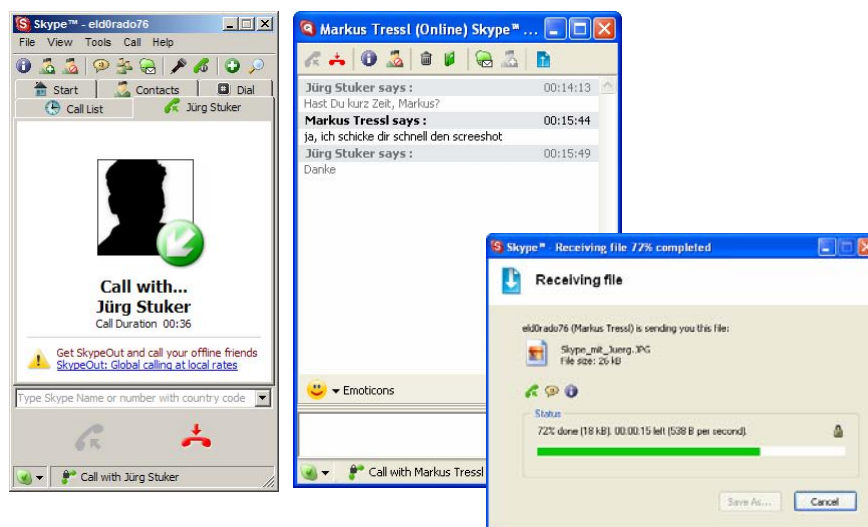 Skype™ - eld0rado76
File View Tools Call Help
Start Contacts Dial
Call List Jürg Stuker
Call with...
Jürg Stuker
Call Duration 00:36
Get SkypeOut and call your offline friends
SkypeOut: Global calling at local rates
Type Skype Name or number with country code
Call with Jürg Stuker
Markus Tressl (Online) Skype™ ...
Jürg Stuker says : 00:14:13
Hast Du kurz Zeit, Markus?
Markus Tressl says : 00:15:44
ja, ich schicke dir schnell den screeshot
Jürg Stuker says : 00:15:49
Danke
Emoticons
Call with Markus Tressl
Skype™ - Receiving file 72% completed
Receiving file
eld0rado76 (Markus Tressl) is sending you this file:
Skype_mit_Juerg.JPG
File size: 26 kB
Status
72% done (18 kB). 00:00:15 left (538 B per second).
Save As... Cancel